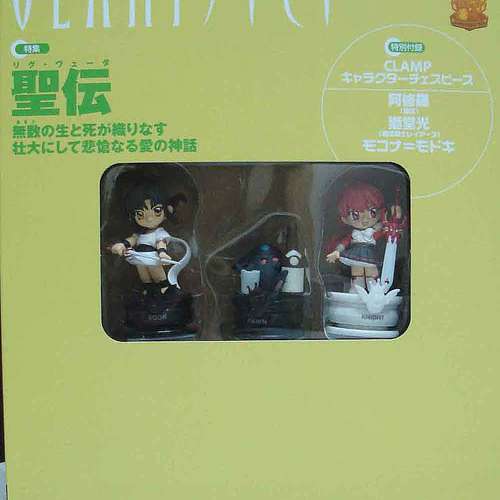 特集
リグ・ヴェーダ
聖伝
無数の生と死が織りなす
壮大にして悲愴なる愛の神話
特別付録
CLAMP
キャラクターチェスピース
阿修羅
獅堂光
モコナ=モドキ
ROOK
PAWN
KNIGHT